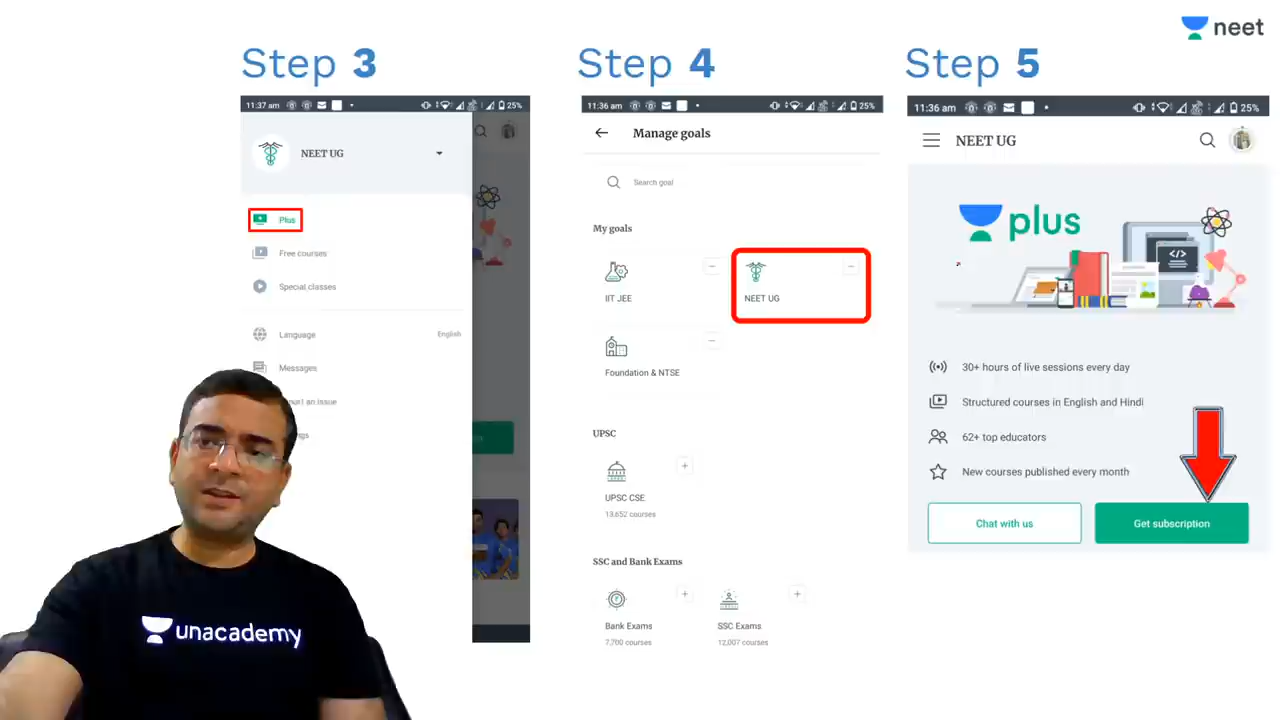 neet
Step 3
Step 4
Step 5
11:37 am
25%
NEET UG
Plus
Free courses
Special classes
Language
English
Messages
an issue
11:36 am
25%
Manage goals
Search goal
My goals
IIT JEE
NEET UG
Foundation & NTSE
UPSC
UPSC CSE
13,652 courses
SSC and Bank Exams
Bank Exams
7,700 courses
SSC Exams
12,007 courses
11:36 am
25%
NEET UG
plus
</>
30+ hours of live sessions every day
Structured courses in English and Hindi
62+ top educators
New courses published every month
Chat with us
Get subscription
unacademy